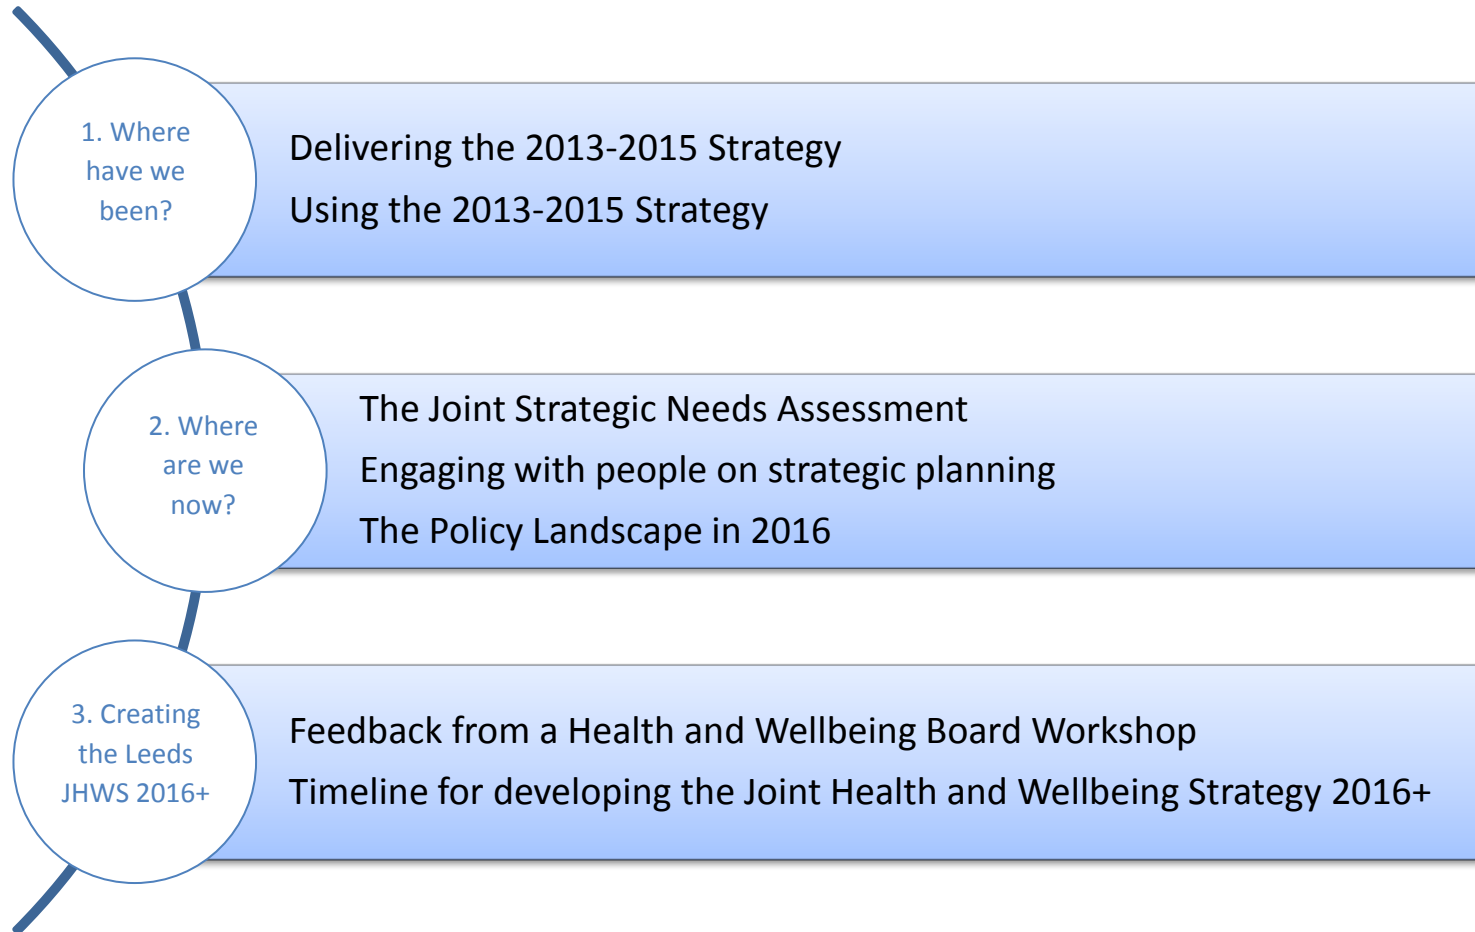 1. Where
have we
been?
Delivering the 2013-2015 Strategy
Using the 2013-2015 Strategy
2. Where
are we
now?
The Joint Strategic Needs Assessment
Engaging with people on strategic planning
The Policy Landscape in 2016
3. Creating
the Leeds
JHWS 2016+
Feedback from a Health and Wellbeing Board Workshop
Timeline for developing the Joint Health and Wellbeing Strategy 2016+